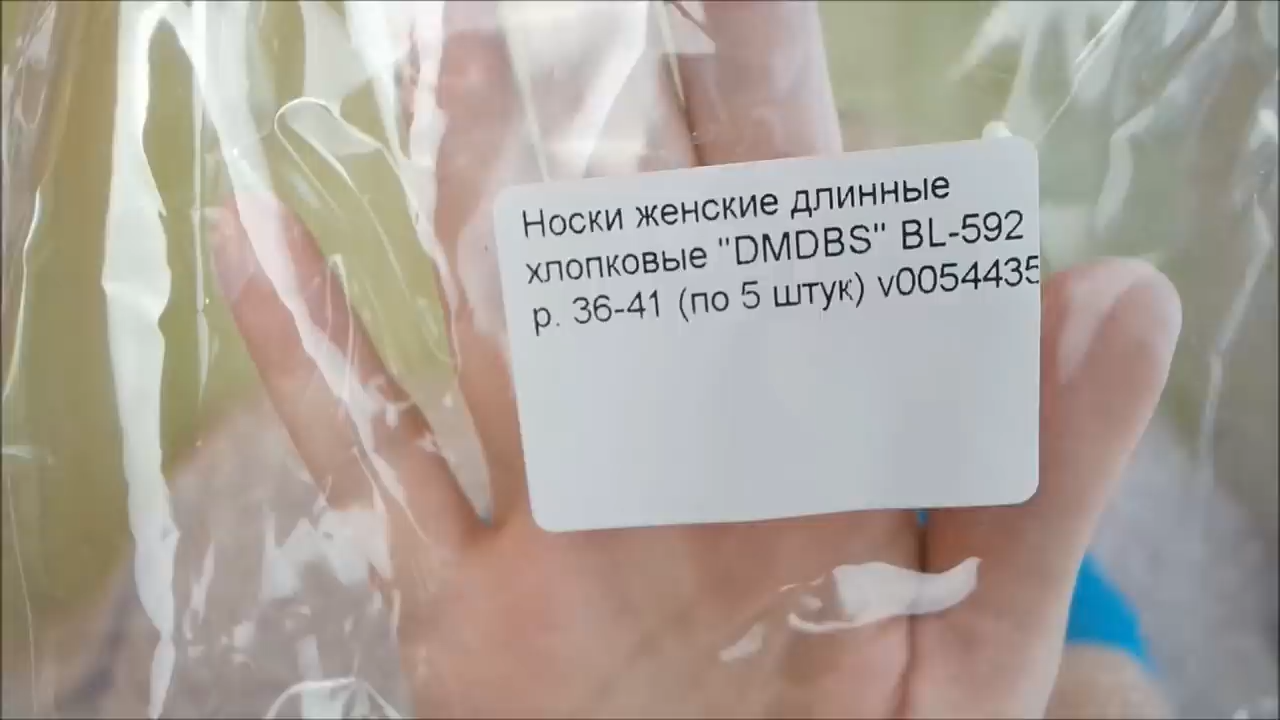 Носки женские длинные
хлопковые "DMDBS" BL-592
р. 36-41 (по 5 штук) v0054435